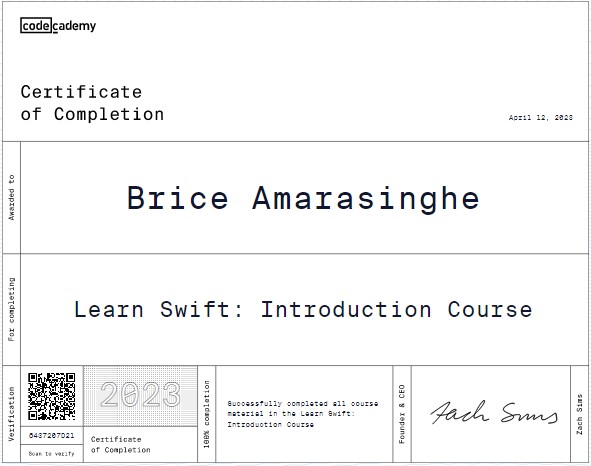 codecademy
Certificate
of Completion
April 12, 2023
Awarded to
Brice Amarasinghe
For completing
Learn Swift: Introduction Course
Verification
6437207D21
Scan to verify
2023
Certificate
of Completion
100% completion
Successfully completed all course
material in the Learn Swift:
Introduction Course
Founder & CEO
Zach Sims
Zach Sims